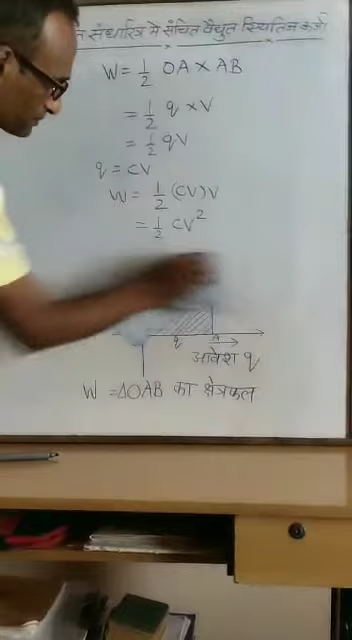 संधारित्र में संचित वैद्युत स्थितिज ऊर्जा
W = 1/2 OA × AB
= 1/2 q × V
= 1/2 qV
q = CV
W = 1/2 (CV)V
= 1/2 CV²
q A
आवेश q
W = ΔOAB का क्षेत्रफल